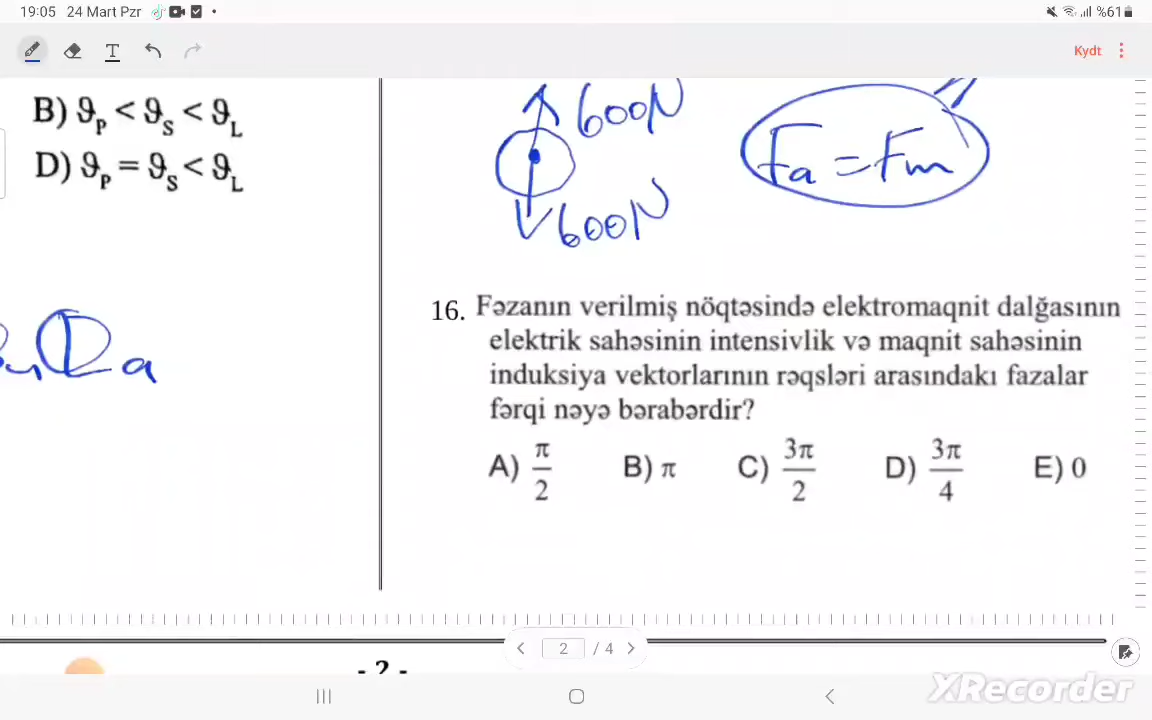 19:05 24 Mart Pzr
%61
T
Kydt
B) ϑP < ϑS < ϑL
D) ϑP = ϑS < ϑL
600N
600N
Fa = Fm
16. Fəzanın verilmiş nöqtəsində elektromaqnit dalğasının
elektrik sahəsinin intensivlik və maqnit sahəsinin
induksiya vektorlarının rəqsləri arasındakı fazalar
fərqi nəyə bərabərdir?
A) π/2 B) π C) 3π/2 D) 3π/4 E) 0
2 / 4
- 2 -
XRecorder